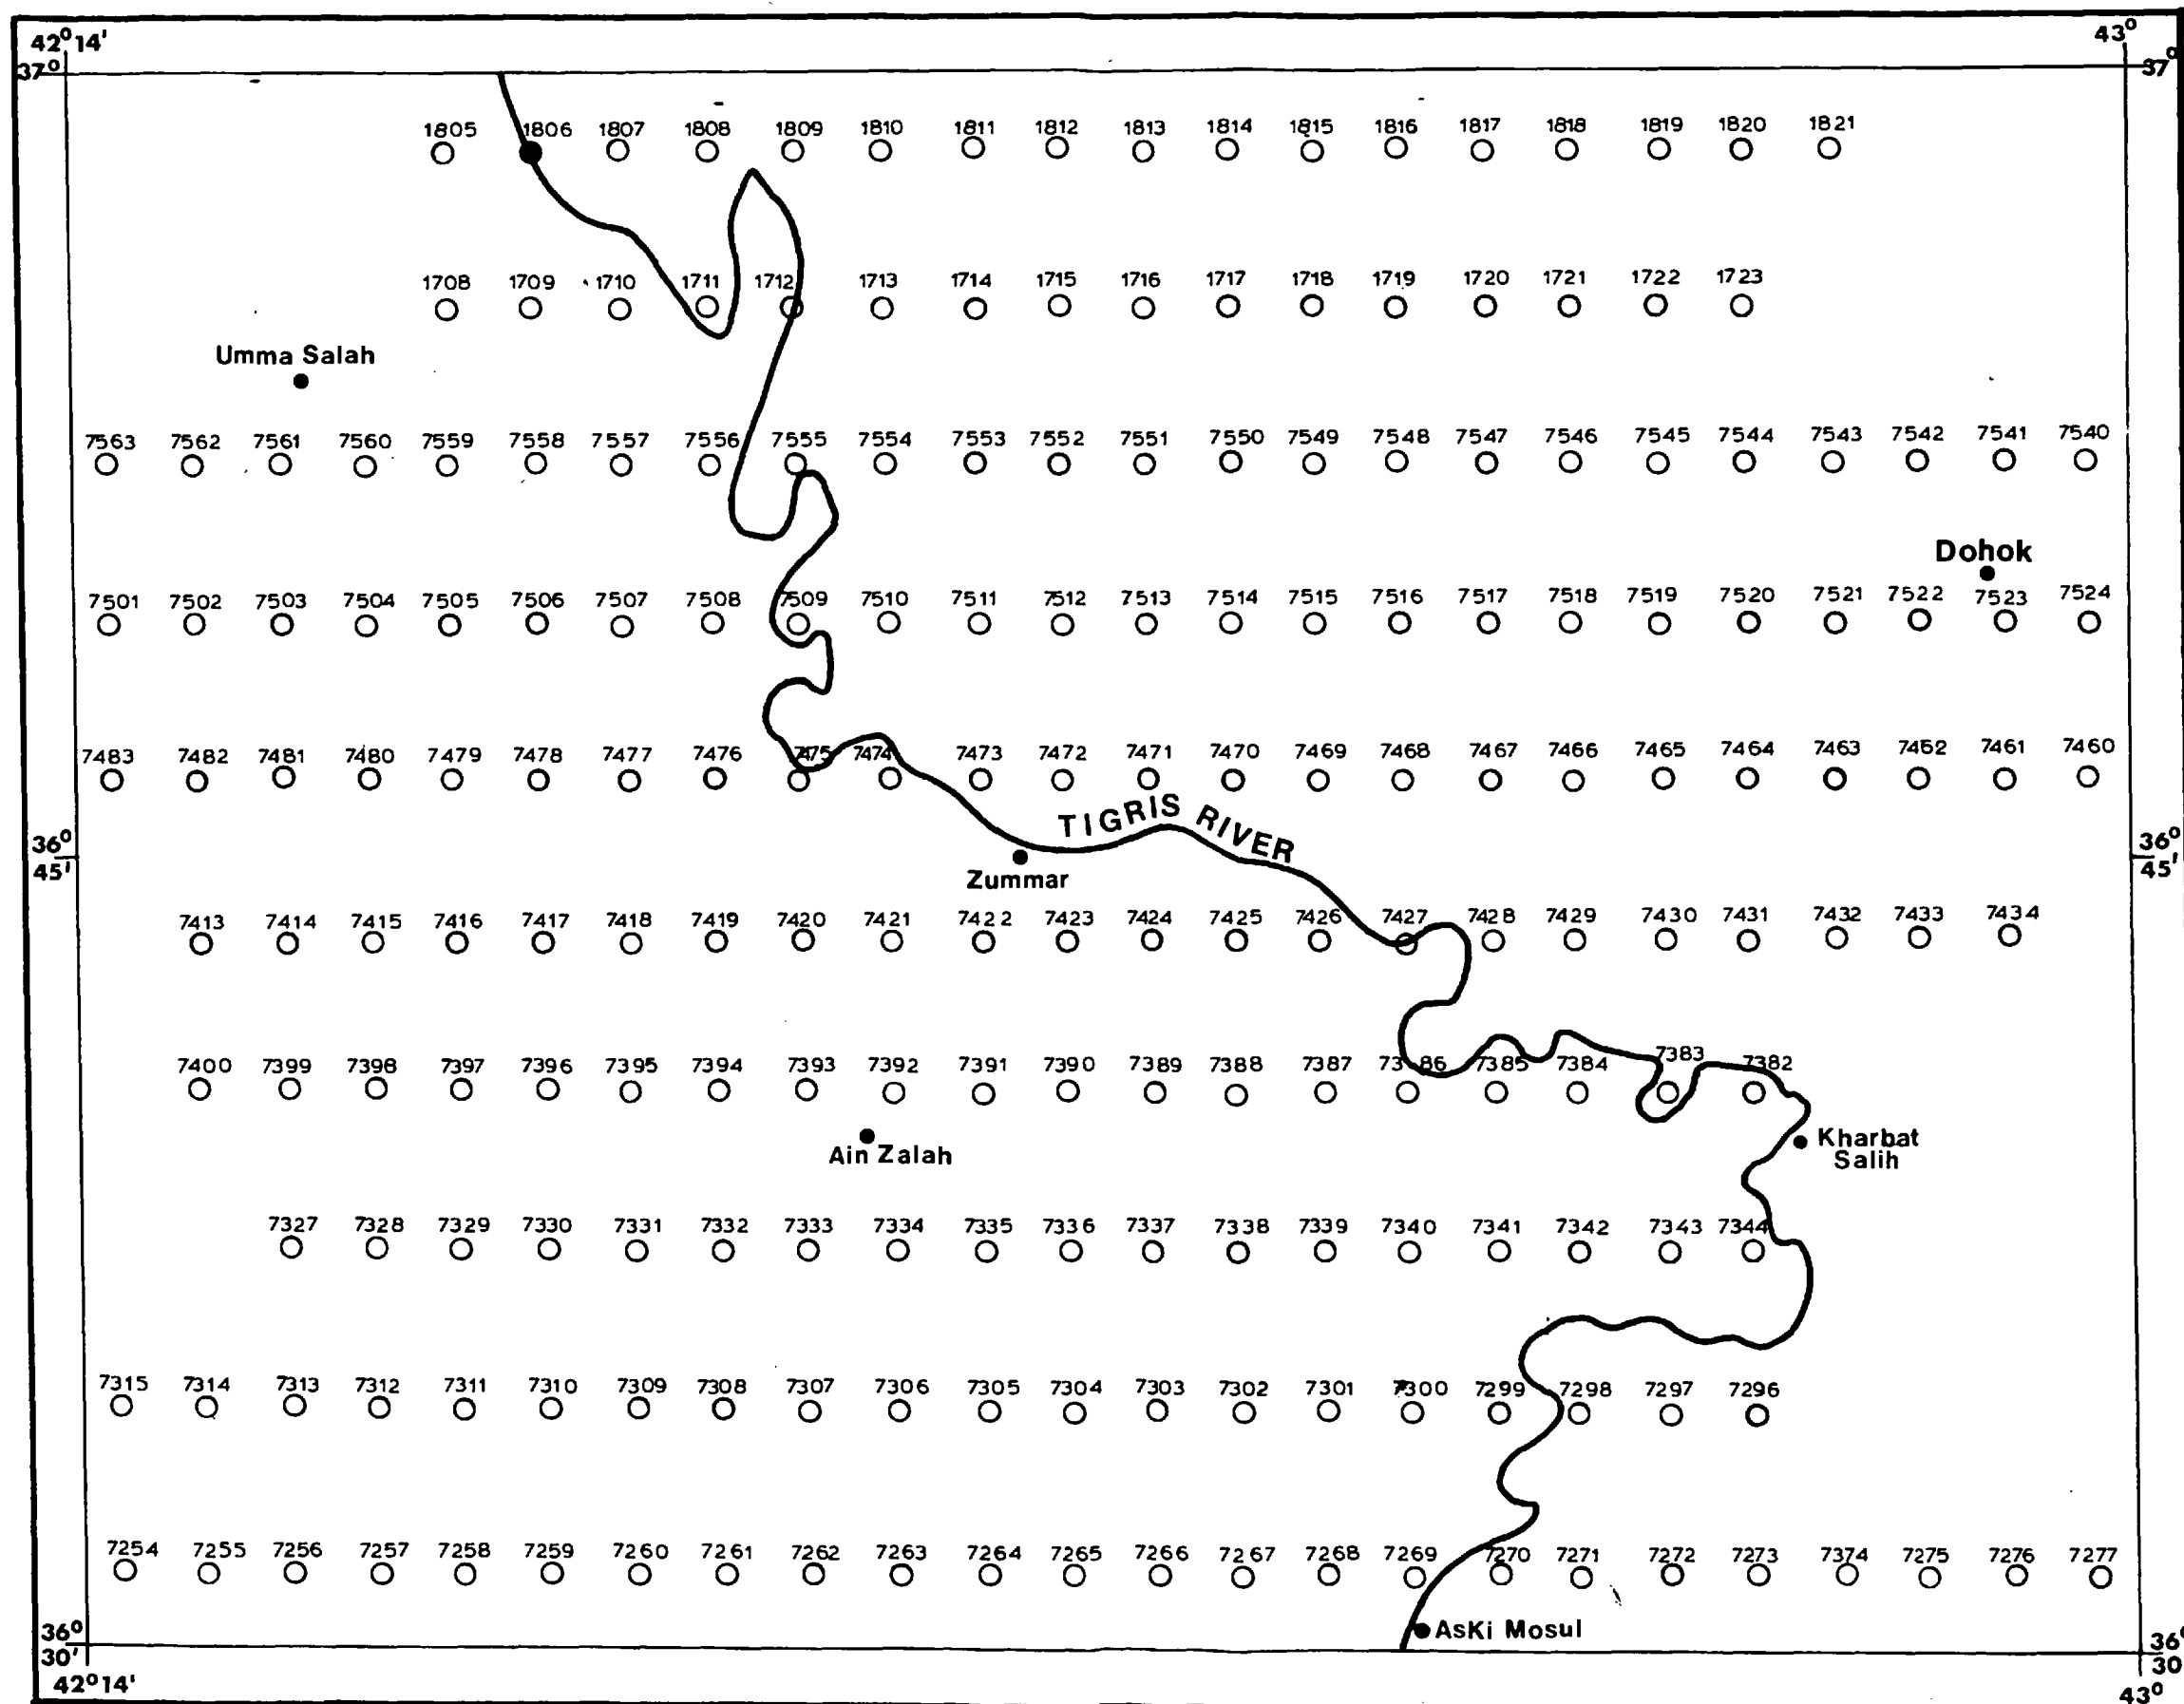 42°14' 43°
37° 37°
1805 1806 1807 1808 1809 1810 1811 1812 1813 1814 1815 1816 1817 1818 1819 1820 1821
1708 1709 1710 1711 1712 1713 1714 1715 1716 1717 1718 1719 1720 1721 1722 1723
Umma Salah
7563 7562 7561 7560 7559 7558 7557 7556 7555 7554 7553 7552 7551 7550 7549 7548 7547 7546 7545 7544 7543 7542 7541 7540
Dohok
7501 7502 7503 7504 7505 7506 7507 7508 7509 7510 7511 7512 7513 7514 7515 7516 7517 7518 7519 7520 7521 7522 7523 7524
7483 7482 7481 7480 7479 7478 7477 7476 7475 7474 7473 7472 7471 7470 7469 7468 7467 7466 7465 7464 7463 7462 7461 7460
TIGRIS RIVER
36° 36°
45' 45'
Zummar
7413 7414 7415 7416 7417 7418 7419 7420 7421 7422 7423 7424 7425 7426 7427 7428 7429 7430 7431 7432 7433 7434
7400 7399 7398 7397 7396 7395 7394 7393 7392 7391 7390 7389 7388 7387 7386 7385 7384 7383 7382
Ain Zalah
Kharbat
Salih
7327 7328 7329 7330 7331 7332 7333 7334 7335 7336 7337 7338 7339 7340 7341 7342 7343 7344
7315 7314 7313 7312 7311 7310 7309 7308 7307 7306 7305 7304 7303 7302 7301 7300 7299 7298 7297 7296
7254 7255 7256 7257 7258 7259 7260 7261 7262 7263 7264 7265 7266 7267 7268 7269 7270 7271 7272 7273 7374 7275 7276 7277
AsKi Mosul
36° 36°
30' 30
42°14' 43°